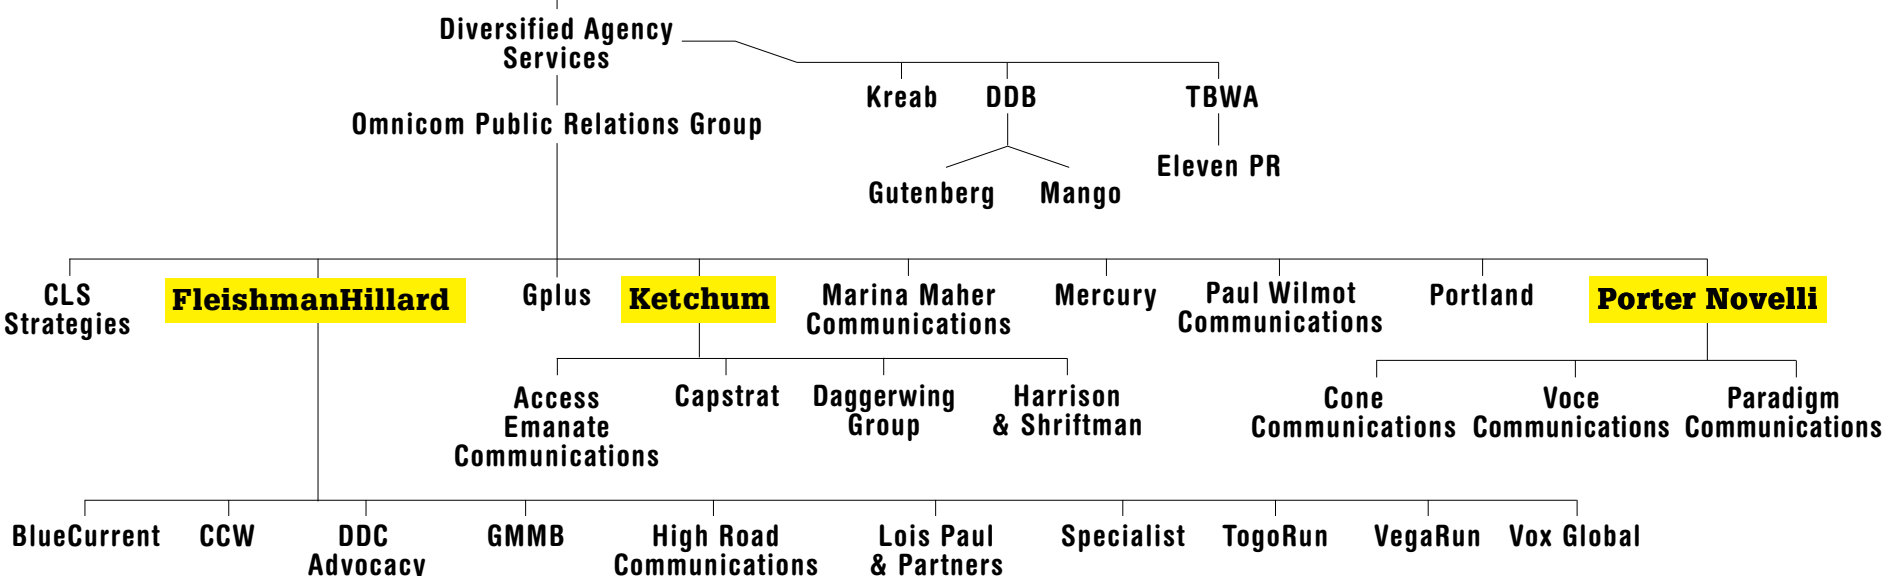 Diversified Agency
Services
Kreab
DDB
TBWA
Omnicom Public Relations Group
Eleven PR
Gutenberg
Mango
CLS
Strategies
FleishmanHillard
Gplus
Ketchum
Marina Maher
Communications
Mercury
Paul Wilmot
Communications
Portland
Porter Novelli
Access
Emanate
Communications
Capstrat
Daggerwing
Group
Harrison
& Shriftman
Cone
Communications
Voce
Communications
Paradigm
Communications
BlueCurrent
CCW
DDC
Advocacy
GMMB
High Road
Communications
Lois Paul
& Partners
Specialist
TogoRun
VegaRun
Vox Global